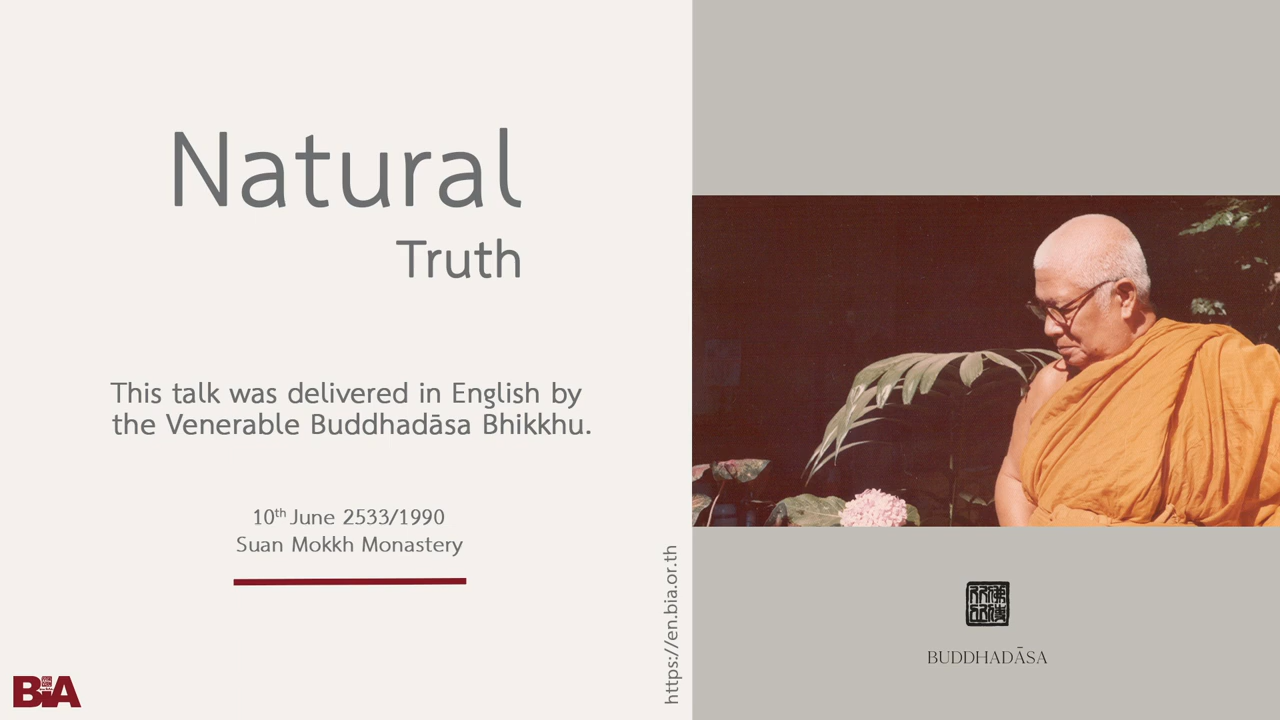 Natural
Truth
This talk was delivered in English by
the Venerable Buddhadāsa Bhikkhu.
10th June 2533/1990
Suan Mokkh Monastery
https://en.bia.or.th
BIA
BUDDHADĀSA